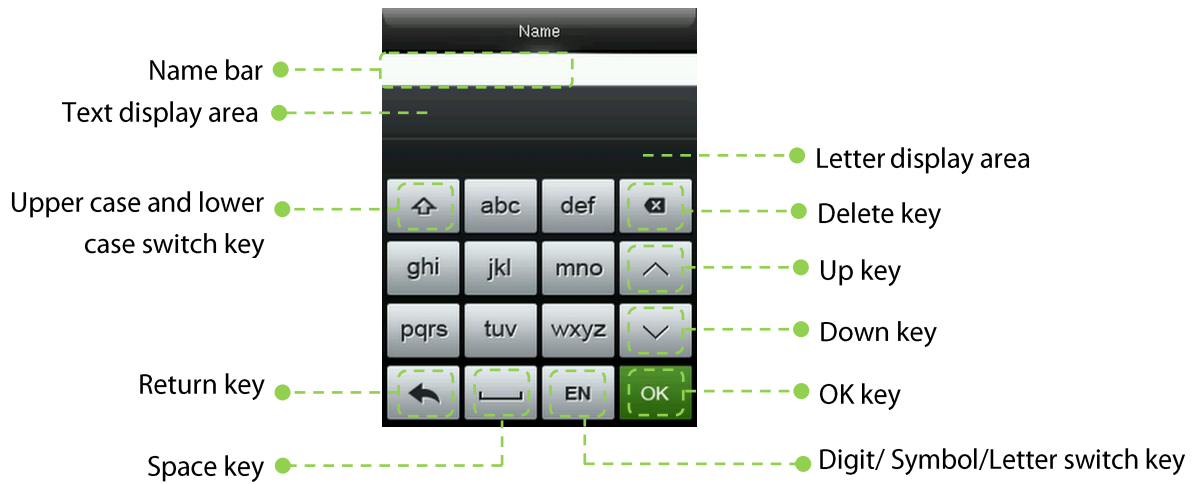 Name
Name bar
Text display area
Letter display area
Upper case and lower
case switch key
abc
def
Delete key
ghi
jkl
mno
Up key
pqrs
tuv
wxyz
Down key
Return key
EN
OK
OK key
Space key
Digit/ Symbol/Letter switch key